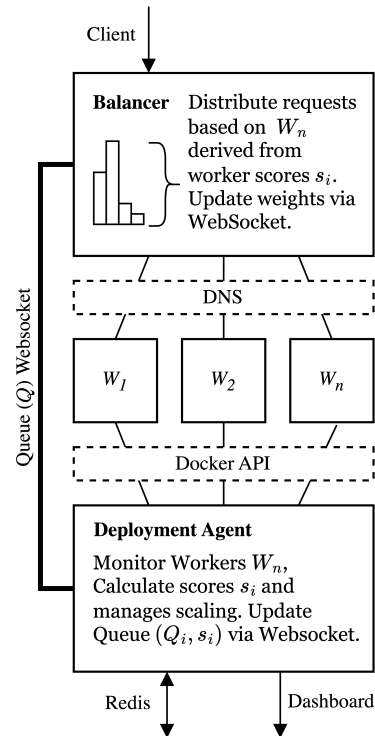 Client
Balancer
Distribute requests
based on W_n
derived from
worker scores s_i.
Update weights via
WebSocket.
Queue (Q) Websocket
DNS
W_1
W_2
W_n
Docker API
Deployment Agent
Monitor Workers W_n,
Calculate scores s_i and
manages scaling. Update
Queue (Q_i, s_i) via Websocket.
Redis
Dashboard